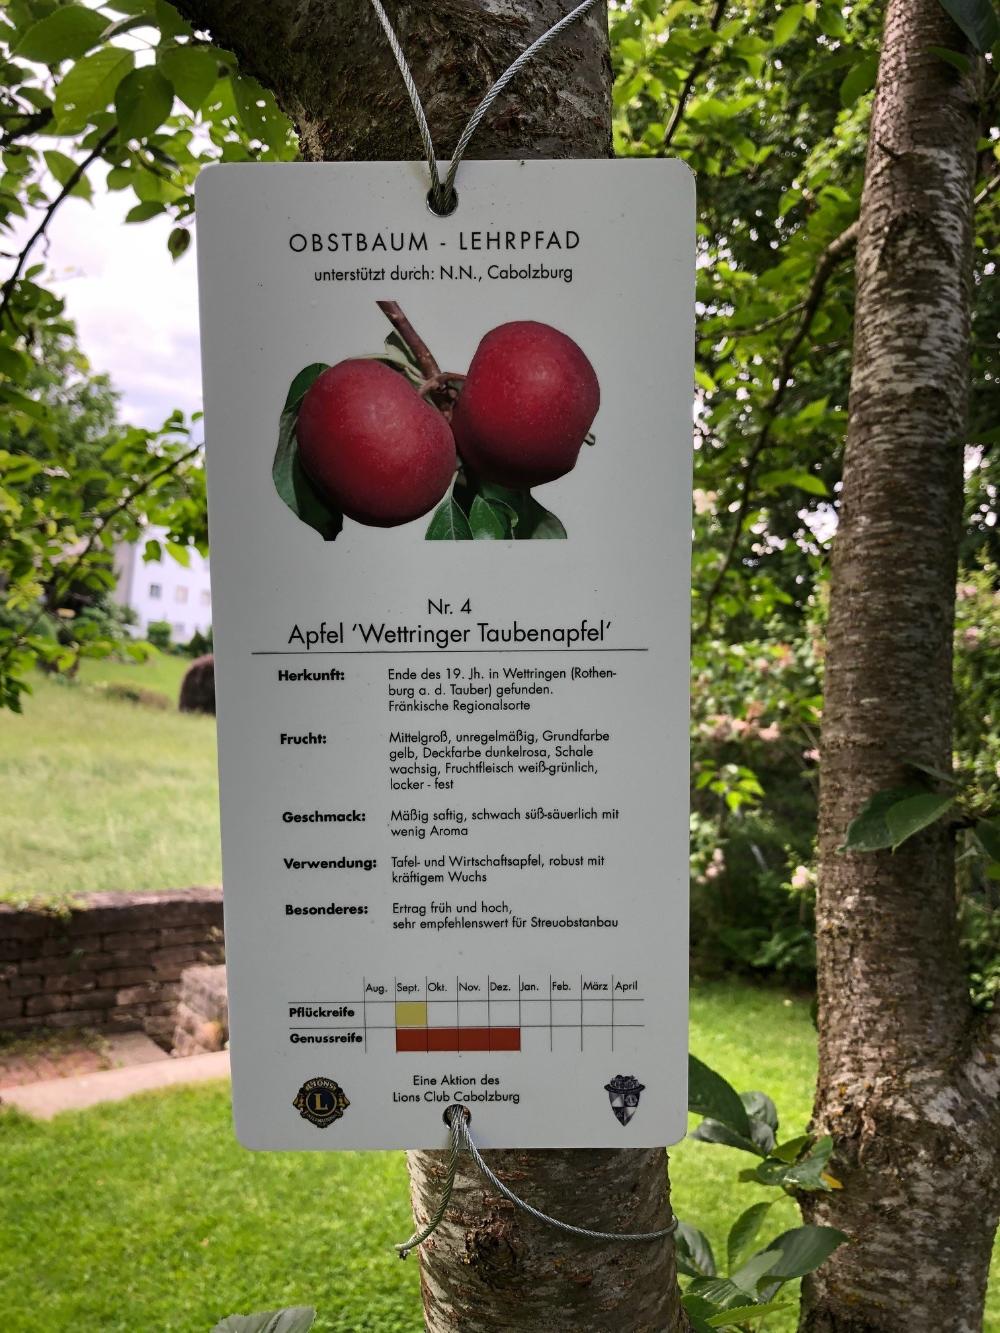 OBSTBAUM - LEHRPFAD
unterstützt durch: N.N., Cabolzburg
Nr. 4
Apfel ‘Wettringer Taubenapfel’
Herkunft: Ende des 19. Jh. in Wettringen (Rothen-
burg a. d. Tauber) gefunden.
Fränkische Regionalsorte
Frucht: Mittelgroß, unregelmäßig, Grundfarbe
gelb, Deckfarbe dunkelrosa, Schale
wachsig, Fruchtfleisch weiß-grünlich,
locker - fest
Geschmack: Mäßig saftig, schwach süß-säuerlich mit
wenig Aroma
Verwendung: Tafel- und Wirtschaftsapfel, robust mit
kräftigem Wuchs
Besonderes: Ertrag früh und hoch,
sehr empfehlenswert für Streuobstanbau
Aug. Sept. Okt. Nov. Dez. Jan. Feb. März April
Pflückreife
Genussreife
Eine Aktion des
Lions Club Cabolzburg
LIONS
L
INTERNATIONAL